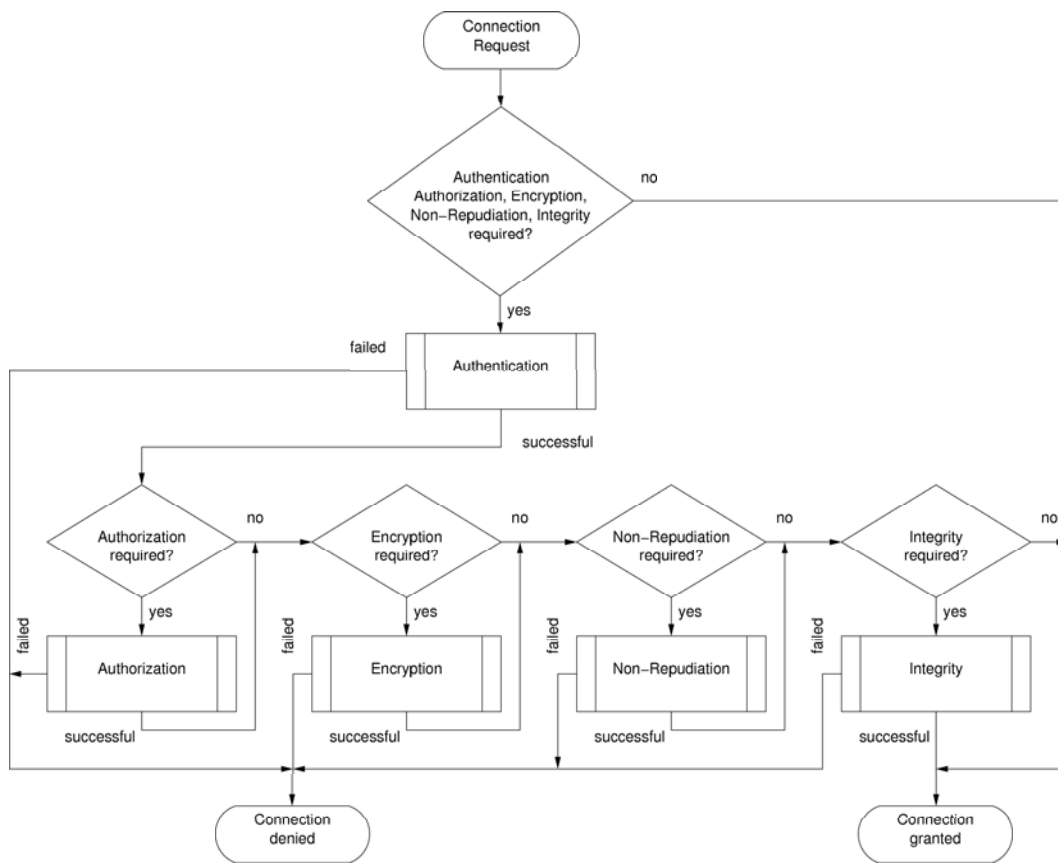 Connection
Request
Authentication
Authorization, Encryption,
Non-Repudiation, Integrity
required?
no
yes
failed
Authentication
successful
Authorization
required?
no
Encryption
required?
no
Non-Repudiation
required?
no
Integrity
required?
no
yes
yes
yes
yes
failed
Authorization
failed
Encryption
failed
Non-Repudiation
failed
Integrity
successful
successful
successful
successful
Connection
denied
Connection
granted